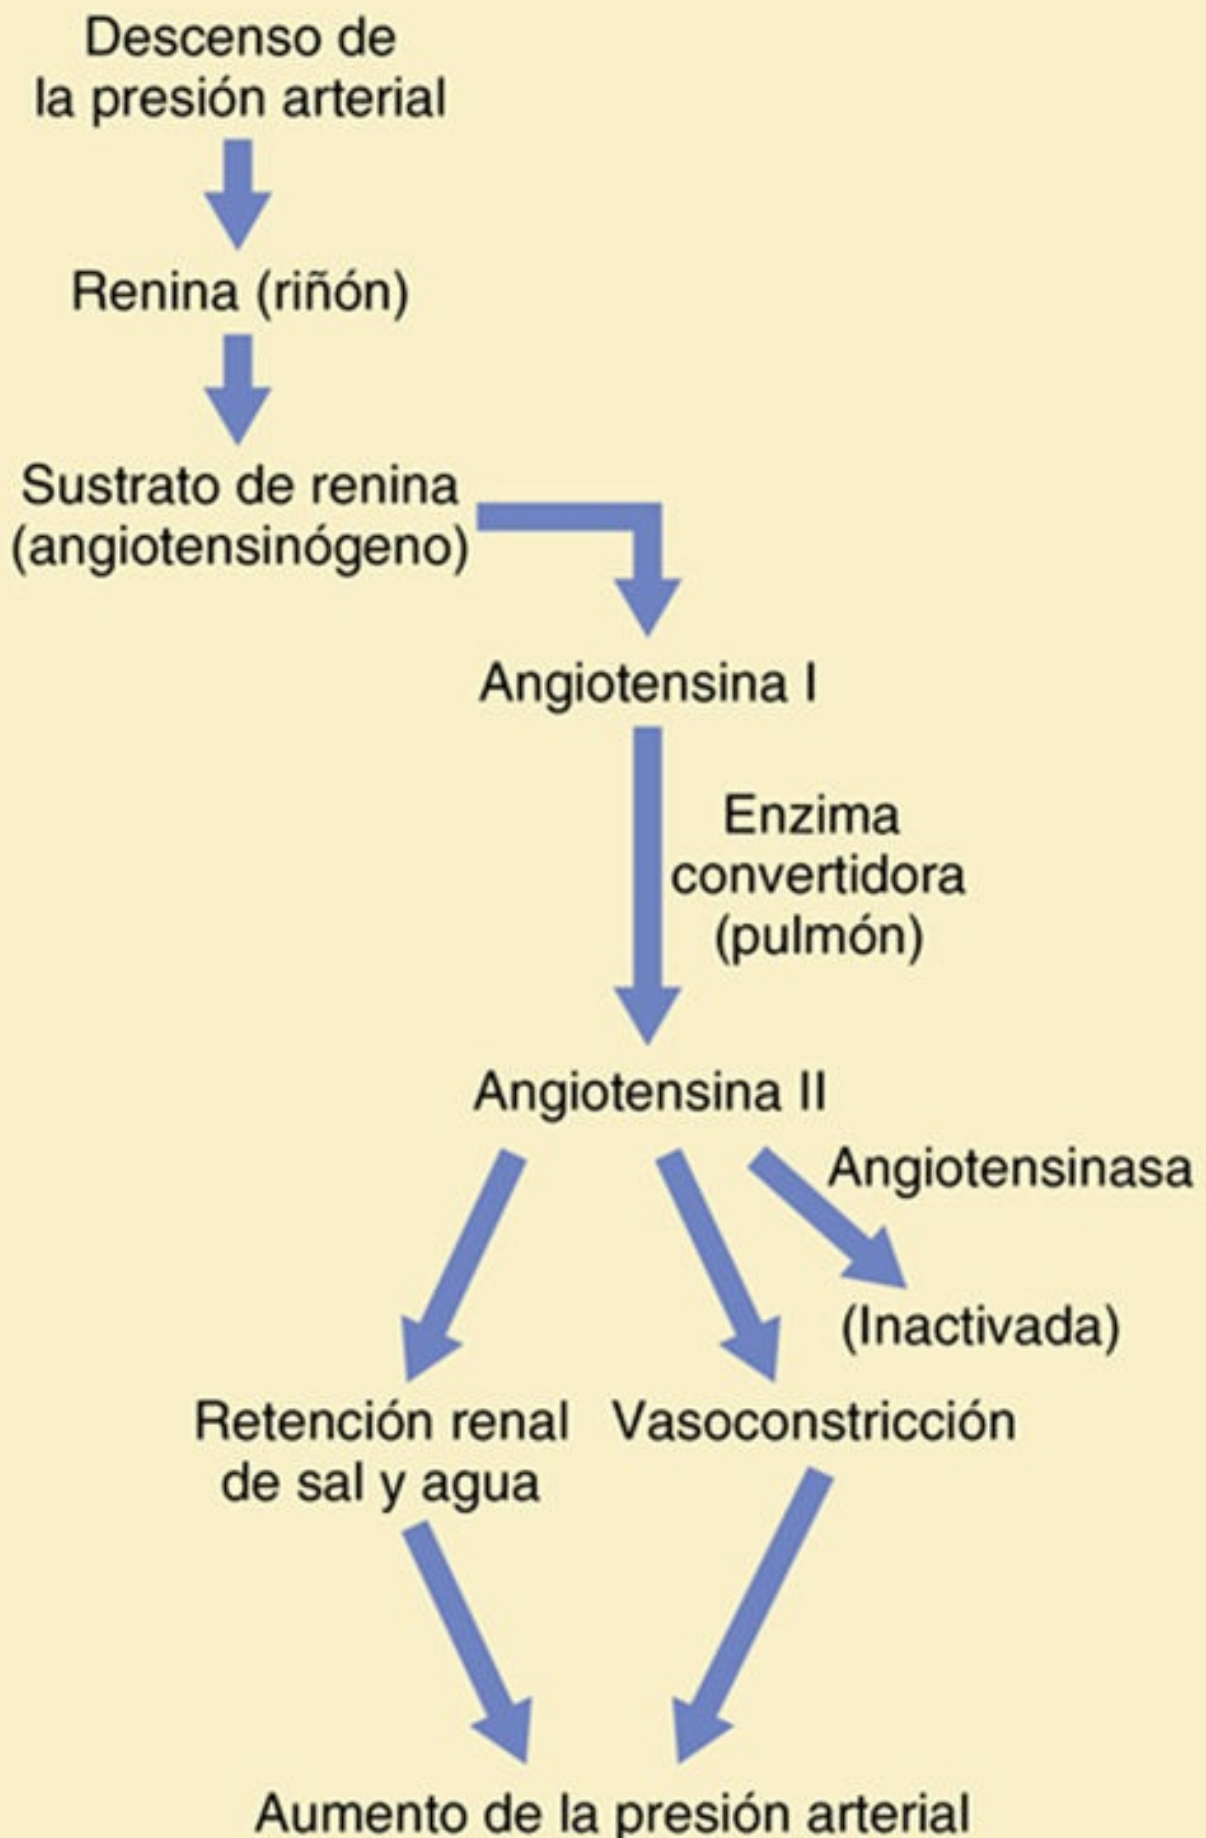 Descenso de
la presión arterial
Renina (riñón)
Sustrato de renina
(angiotensinógeno)
Angiotensina I
Enzima
convertidora
(pulmón)
Angiotensina II
Angiotensinasa
(Inactivada)
Retención renal
de sal y agua
Vasoconstricción
Aumento de la presión arterial